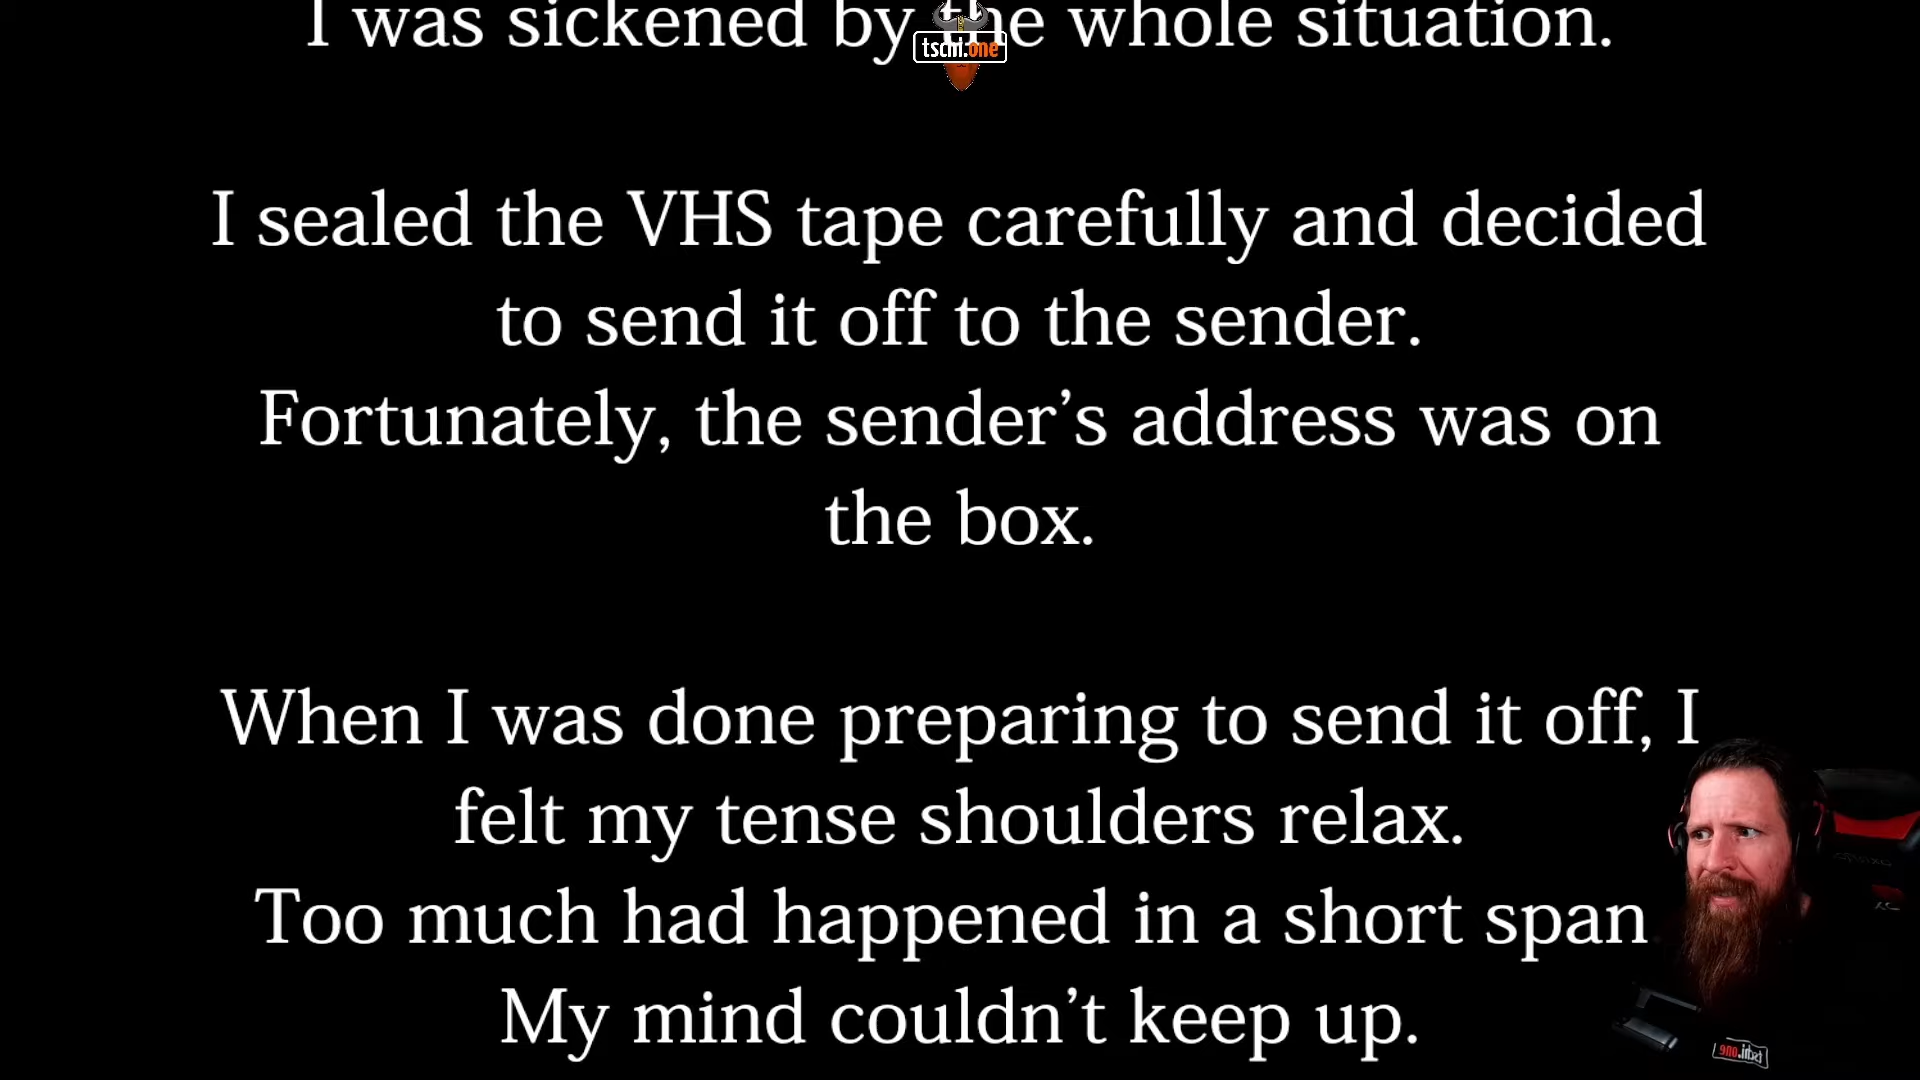 I was sickened by the whole situation.
tschi.one
I sealed the VHS tape carefully and decided
to send it off to the sender.
Fortunately, the sender’s address was on
the box.
When I was done preparing to send it off, I
felt my tense shoulders relax.
Too much had happened in a short span
My mind couldn’t keep up.
tschi.one